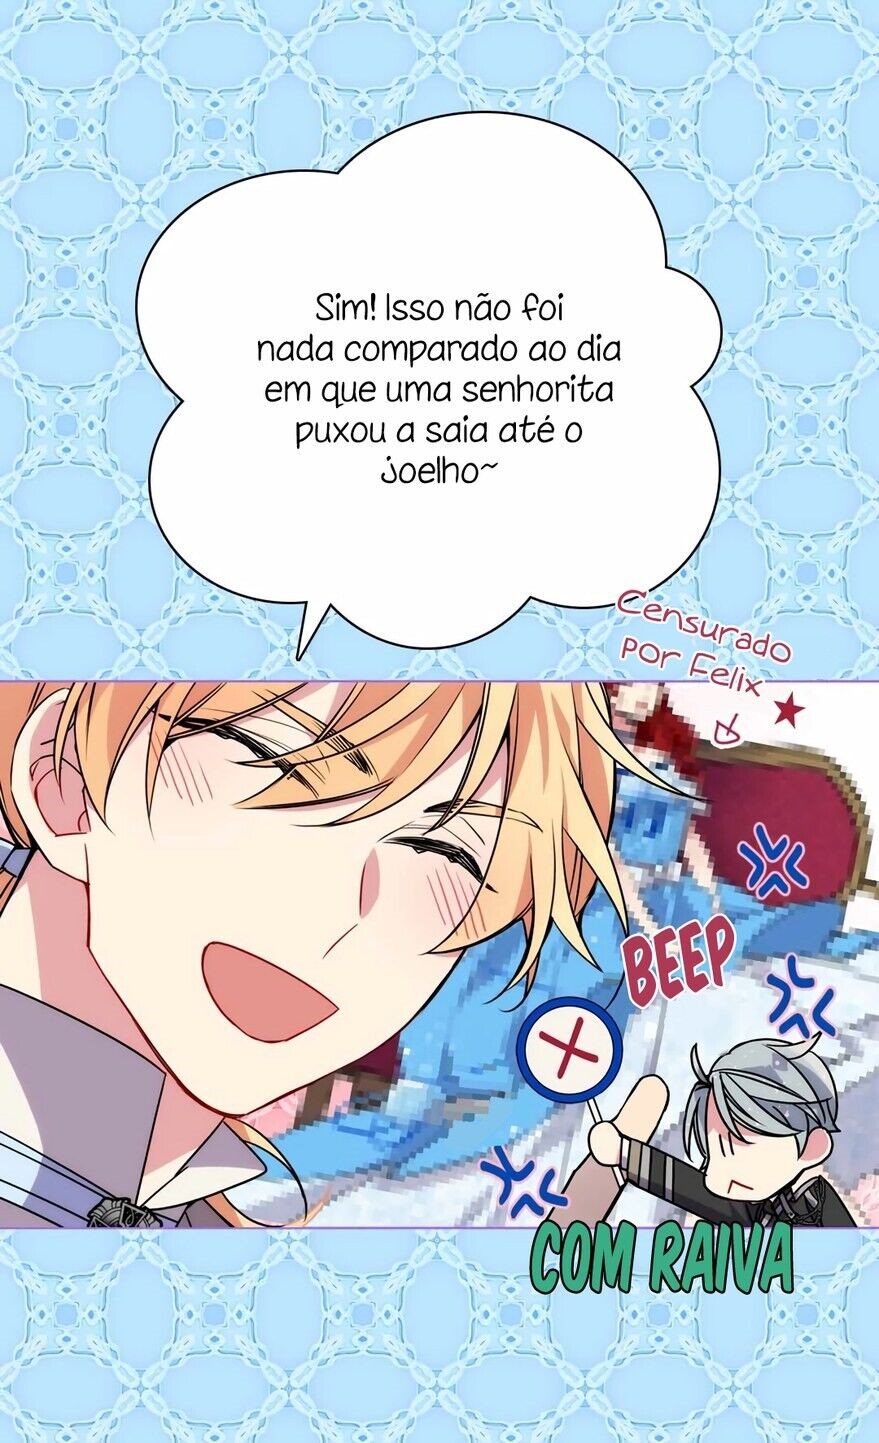 Sim! Isso não foi
nada comparado ao dia
em que uma senhorita
puxou a saia até o
joelho~
Censurado
por Felix
BEEP
COM RAIVA